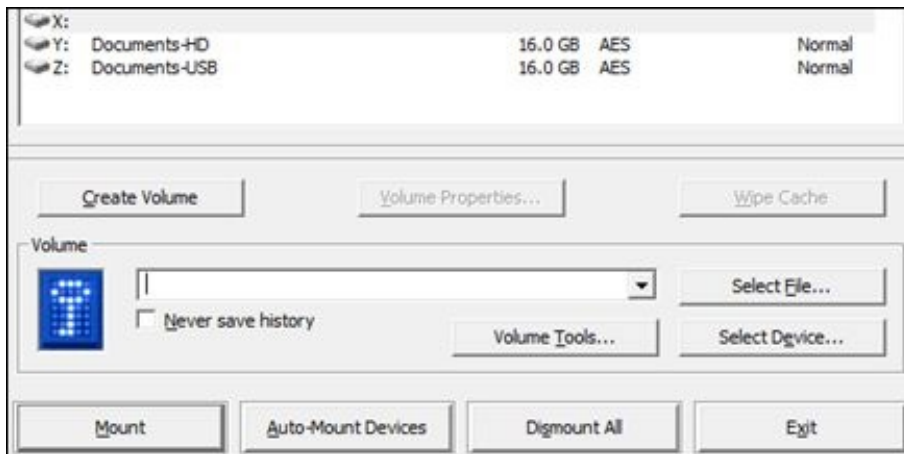 X:
Y: Documents-HD 16.0 GB AES Normal
Z: Documents-USB 16.0 GB AES Normal
Create Volume Volume Properties... Wipe Cache
Volume
Select File...
Never save history
Volume Tools... Select Device...
Mount Auto-Mount Devices Dismount All Exit